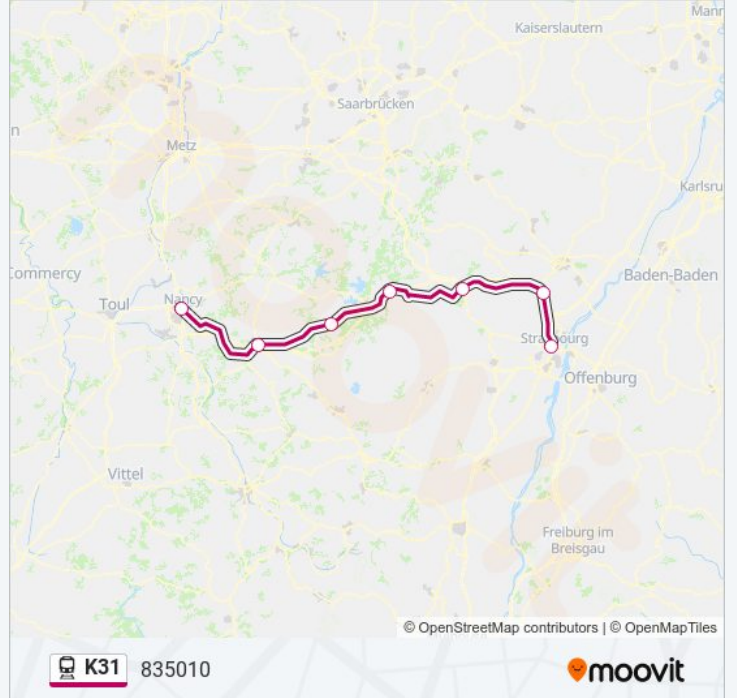 Mann
Kaiserslautern
Saarbrücken
n
Metz
Karlsru
Baden-Baden
Commercy
Toul
Nancy
Strasbourg
Offenburg
Vittel
Freiburg im
Breisgau
moovit
© OpenStreetMap contributors | © OpenMapTiles
K31 835010
moovit